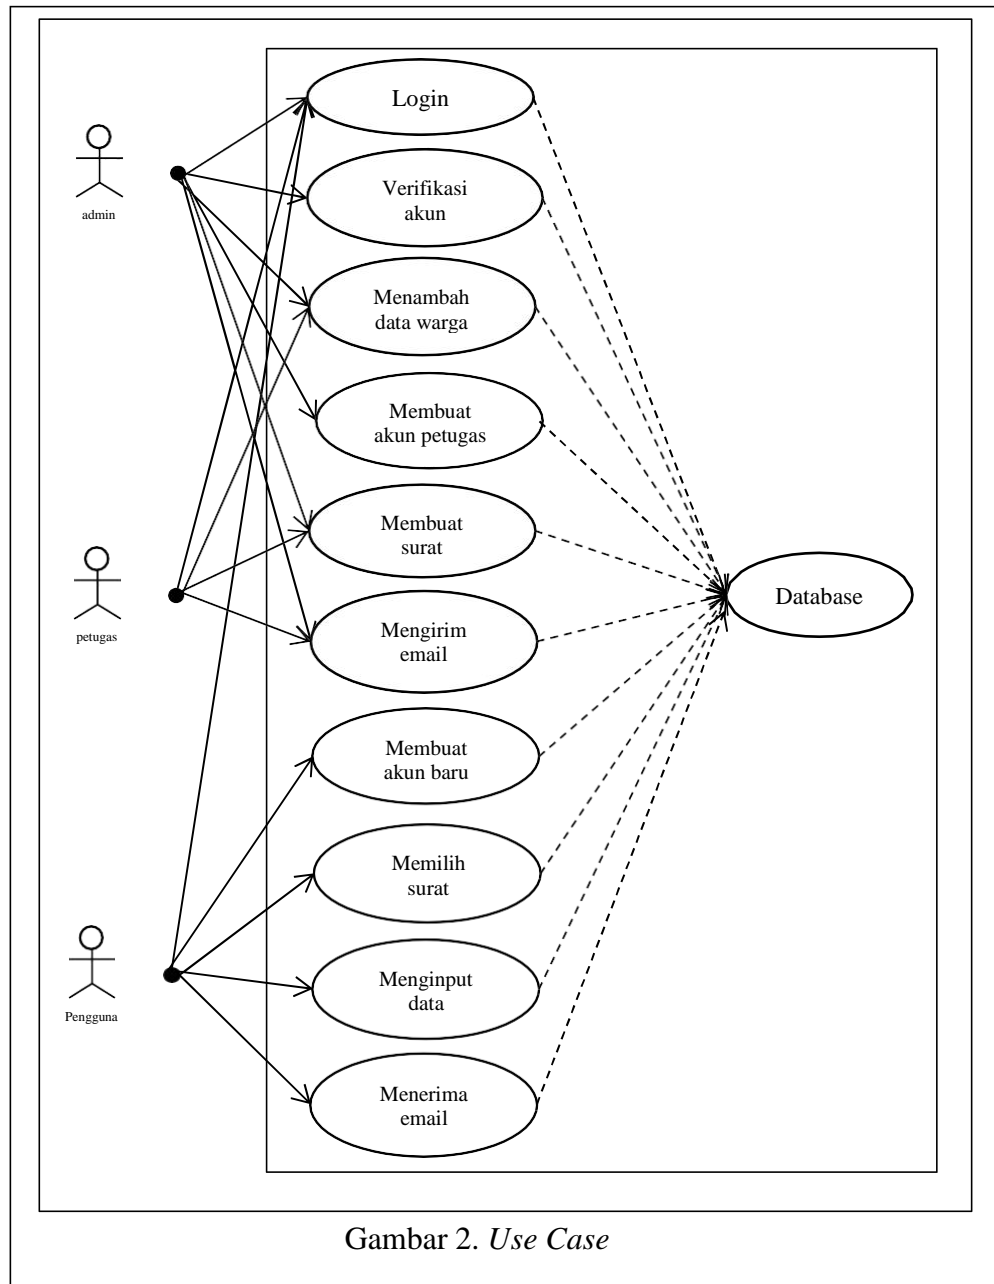 Login
admin
Verifikasi
akun
Menambah
data warga
Membuat
akun petugas
Membuat
surat
petugas
Mengirim
email
Database
Membuat
akun baru
Memilih
surat
Pengguna
Menginput
data
Menerima
email
Gambar 2. Use Case